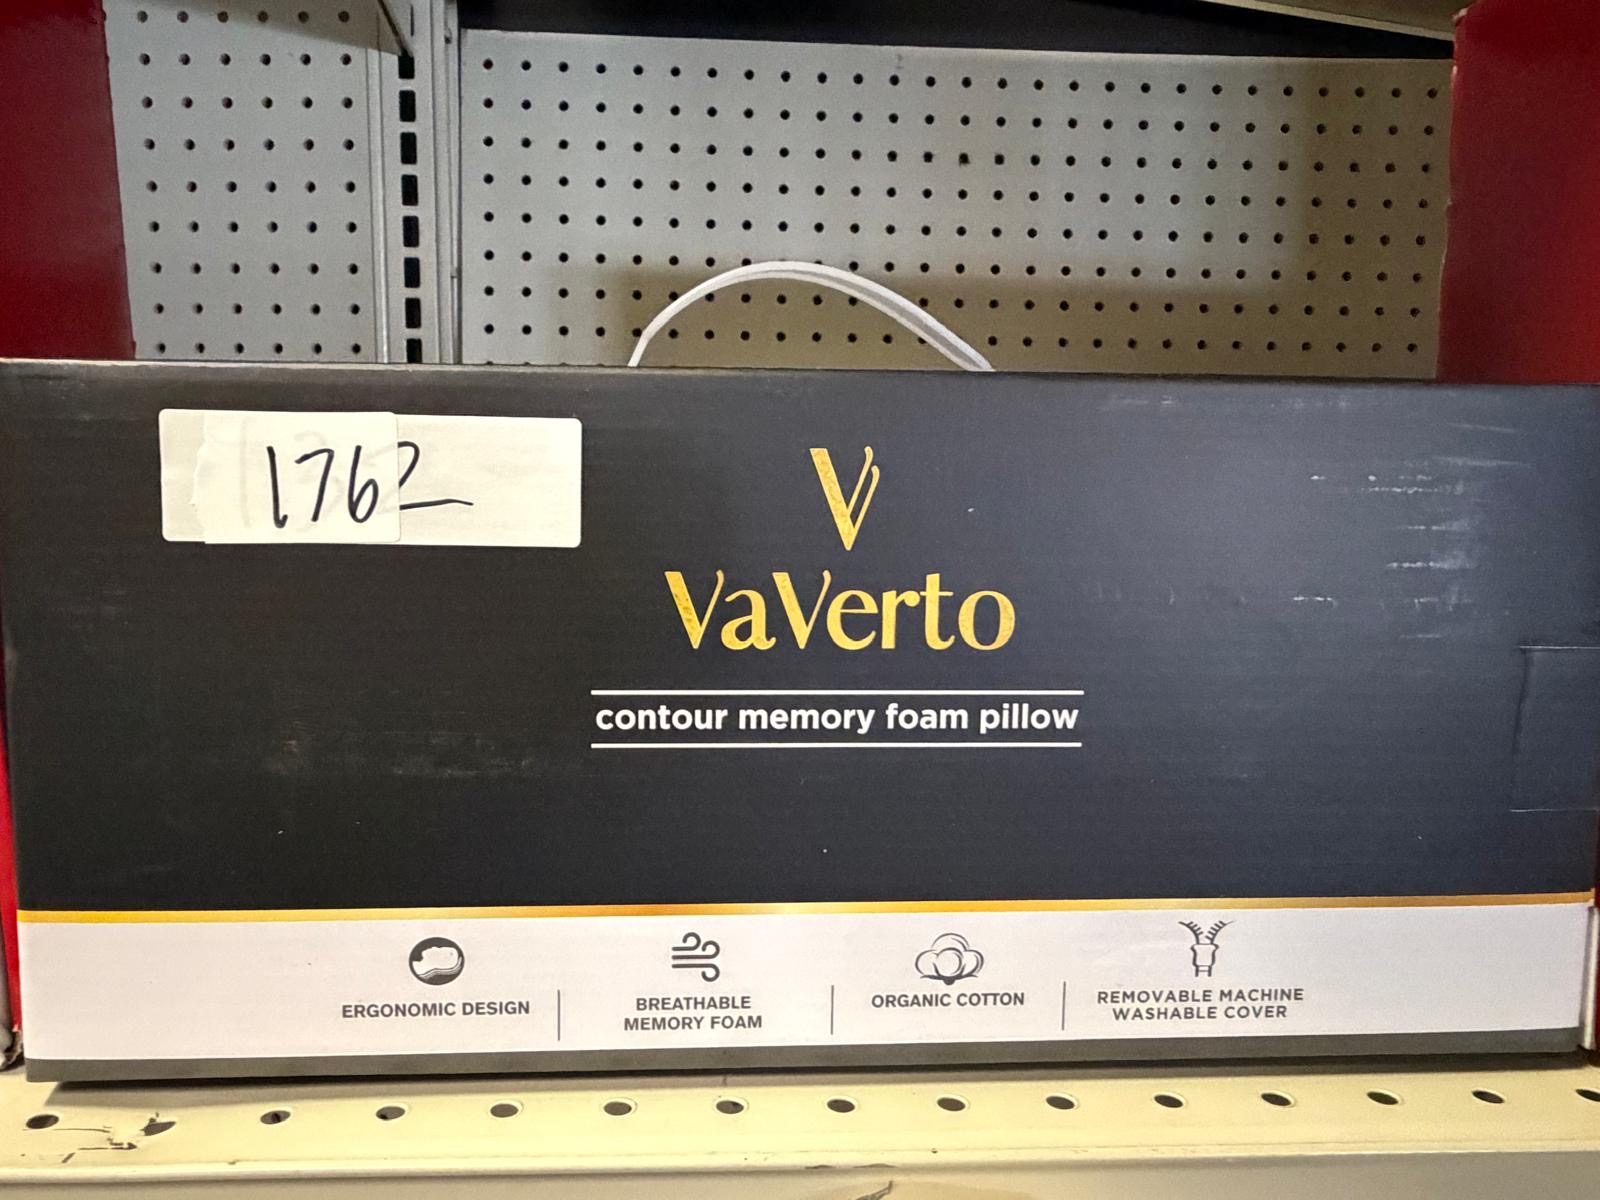 1762
VaVerto
contour memory foam pillow
ERGONOMIC DESIGN
BREATHABLE
MEMORY FOAM
ORGANIC COTTON
REMOVABLE MACHINE
WASHABLE COVER